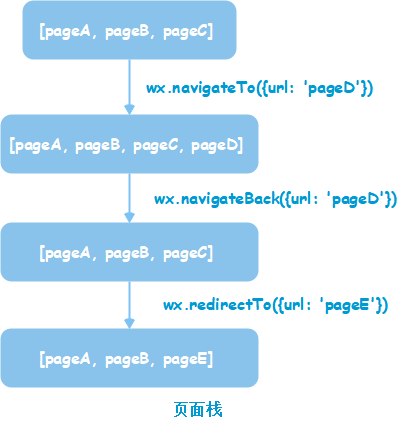 [pageA, pageB, pageC]
wx.navigateTo({url: 'pageD'})
[pageA, pageB, pageC, pageD]
wx.navigateBack({url: 'pageD'})
[pageA, pageB, pageC]
wx.redirectTo({url: 'pageE'})
[pageA, pageB, pageE]
页面栈